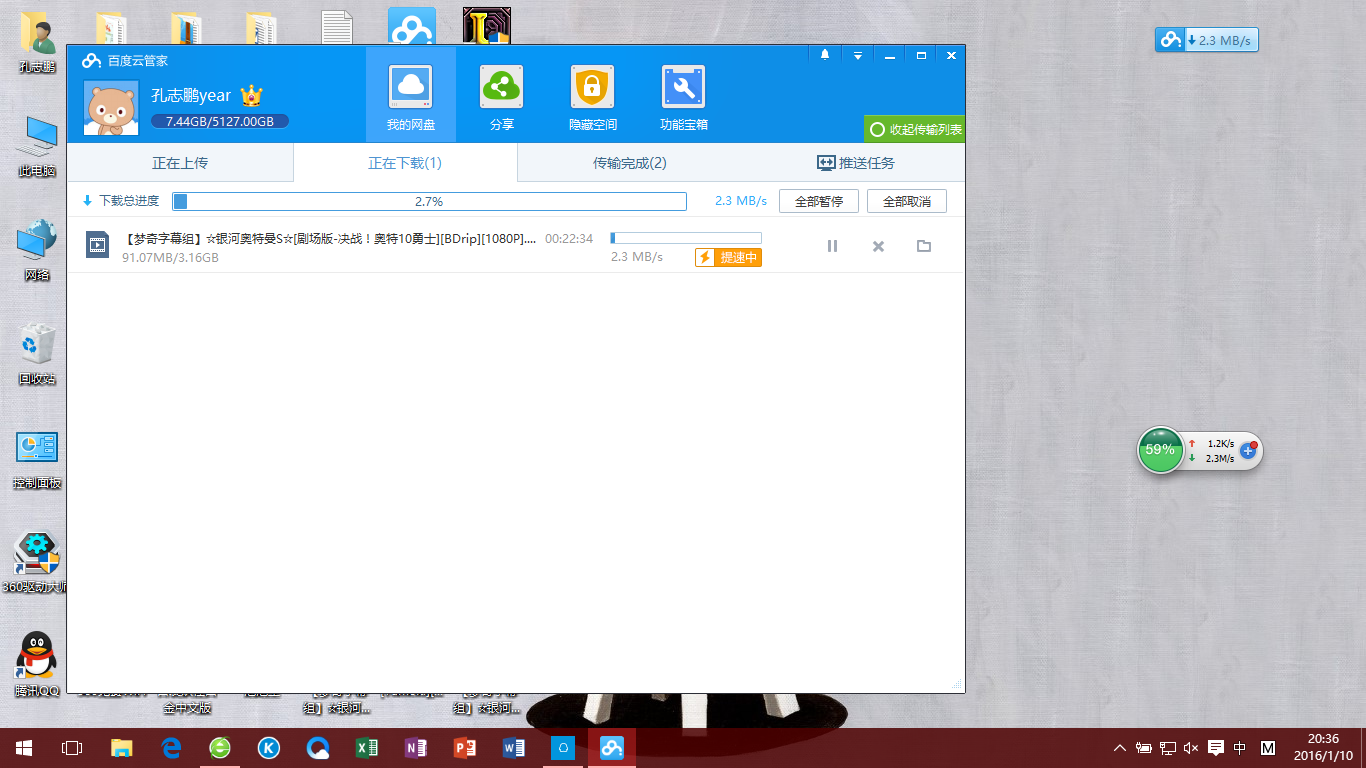 百度云管家
孔志鹏year
7.44GB/5127.00GB
我的网盘
分享
隐藏空间
功能宝箱
收起传输列表
正在上传
正在下载(1)
传输完成(2)
推送任务
下载总进度
2.7%
2.3 MB/s
全部暂停
全部取消
【梦奇字幕组】☆银河奥特曼S☆[剧场版-决战！奥特10勇士][BDrip][1080P]....
00:22:34
91.07MB/3.16GB
2.3 MB/s
提速中
2.3 MB/s
59%
1.2K/s
2.3M/s
孔志鹏
此电脑
网络
回收站
控制面板
360驱动大师
腾讯QQ
金中文版
组】☆银河...
组】☆银河...
中
M
20:36
2016/1/10